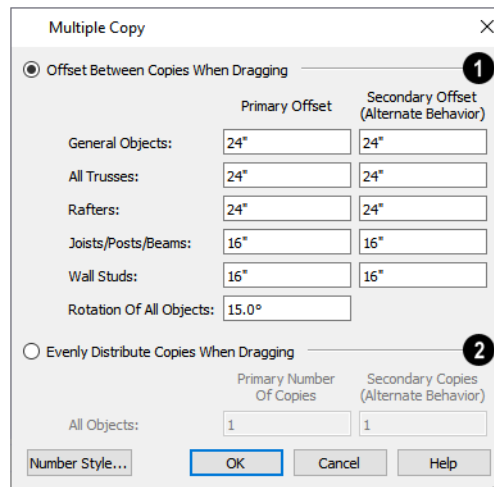 Multiple Copy
Offset Between Copies When Dragging 1
Primary Offset
Secondary Offset
(Alternate Behavior)
General Objects: 24" 24"
All Trusses: 24" 24"
Rafters: 24" 24"
Joists/Posts/Beams: 16" 16"
Wall Studs: 16" 16"
Rotation Of All Objects: 15.0°
Evenly Distribute Copies When Dragging 2
Primary Number
Of Copies
Secondary Copies
(Alternate Behavior)
All Objects: 1 1
Number Style... OK Cancel Help